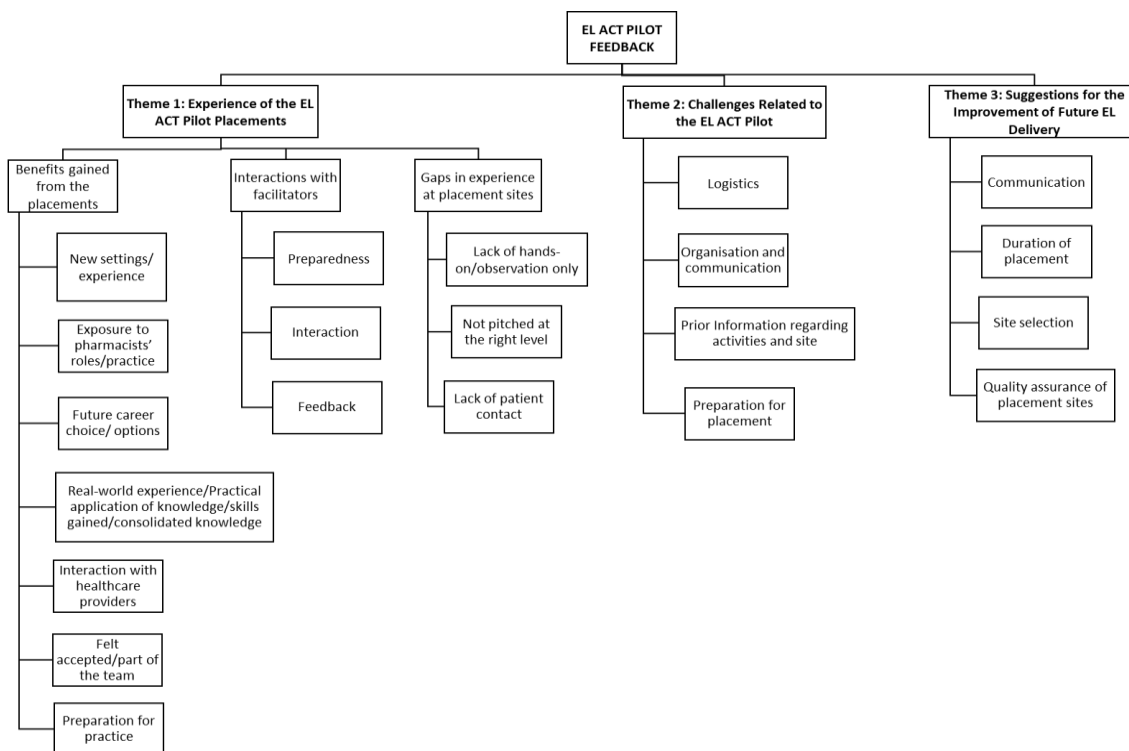 EL ACT PILOT
FEEDBACK
Theme 1: Experience of the EL
ACT Pilot Placements
Theme 2: Challenges Related to
the EL ACT Pilot
Theme 3: Suggestions for the
Improvement of Future EL
Delivery
Benefits gained
from the
placements
Interactions with
facilitators
Gaps in experience
at placement sites
New settings/
experience
Exposure to
pharmacists'
roles/practice
Future career
choice/ options
Real-world experience/Practical
application of knowledge/skills
gained/consolidated knowledge
Interaction with
healthcare
providers
Felt
accepted/part of
the team
Preparation for
practice
Preparedness
Interaction
Feedback
Lack of hands-
on/observation only
Not pitched at
the right level
Lack of patient
contact
Logistics
Organisation and
communication
Prior Information regarding
activities and site
Preparation for
placement
Communication
Duration of
placement
Site selection
Quality assurance of
placement sites